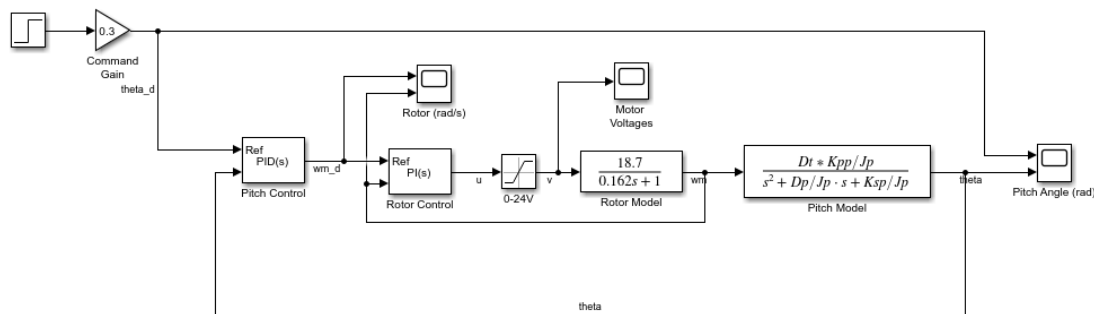 0.3
Command
Gain
theta_d
Rotor (rad/s)
Motor
Voltages
Ref
PID(s)
Pitch Control
wm_d
Ref
PI(s)
Rotor Control
u
0-24V
v
18.7
0.162s + 1
Rotor Model
wm
Dt * Kpp/Jp
s² + Dp/Jp · s + Ksp/Jp
Pitch Model
theta
Pitch Angle (rad)
theta